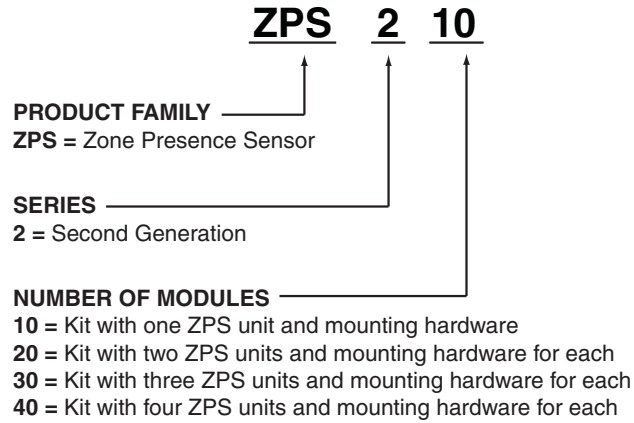 ZPS 2 10
PRODUCT FAMILY
ZPS = Zone Presence Sensor
SERIES
2 = Second Generation
NUMBER OF MODULES
10 = Kit with one ZPS unit and mounting hardware
20 = Kit with two ZPS units and mounting hardware for each
30 = Kit with three ZPS units and mounting hardware for each
40 = Kit with four ZPS units and mounting hardware for each